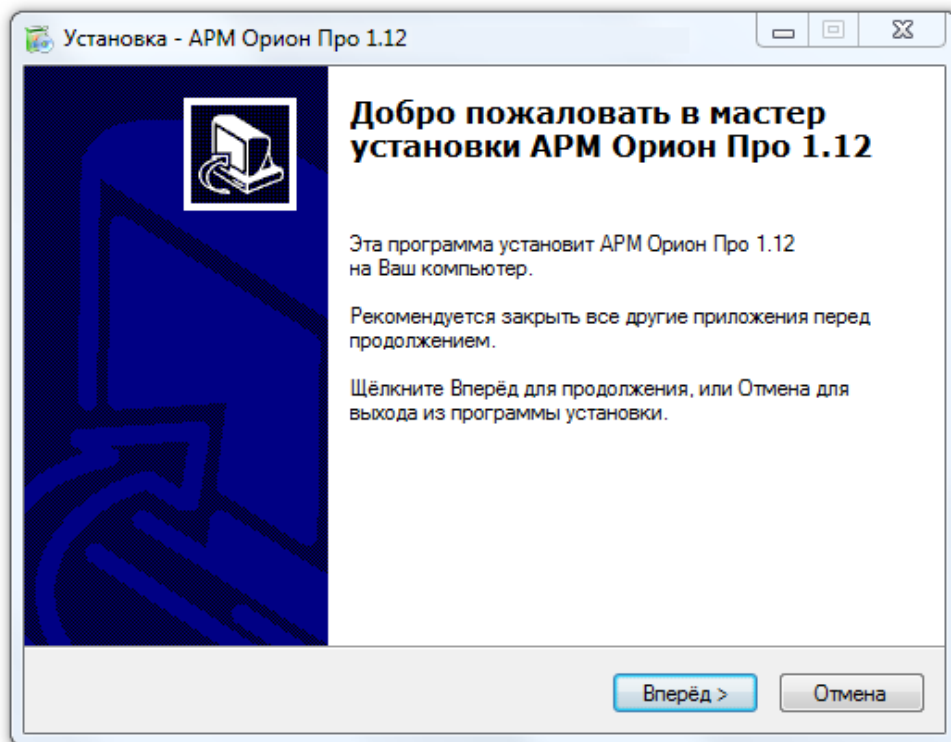 Установка - АРМ Орион Про 1.12
Добро пожаловать в мастер
установки АРМ Орион Про 1.12
Эта программа установит АРМ Орион Про 1.12
на Ваш компьютер.
Рекомендуется закрыть все другие приложения перед
продолжением.
Щёлкните Вперёд для продолжения, или Отмена для
выхода из программы установки.
Вперёд >
Отмена